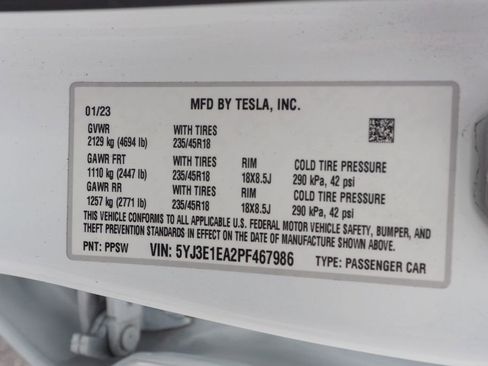 MFD BY TESLA, INC.
01/23
GVWR WITH TIRES
2129 kg (4694 lb) 235/45R18
GAWR FRT WITH TIRES RIM COLD TIRE PRESSURE
1110 kg (2447 lb) 235/45R18 18X8.5J 290 kPa, 42 psi
GAWR RR WITH TIRES RIM COLD TIRE PRESSURE
1257 kg (2771 lb) 235/45R18 18X8.5J 290 kPa, 42 psi
THIS VEHICLE CONFORMS TO ALL APPLICABLE U.S. FEDERAL MOTOR VEHICLE SAFETY, BUMPER, AND
THEFT PREVENTION STANDARDS IN EFFECT ON THE DATE OF MANUFACTURE SHOWN ABOVE.
PNT: PPSW VIN: 5YJ3E1EA2PF467986 TYPE: PASSENGER CAR